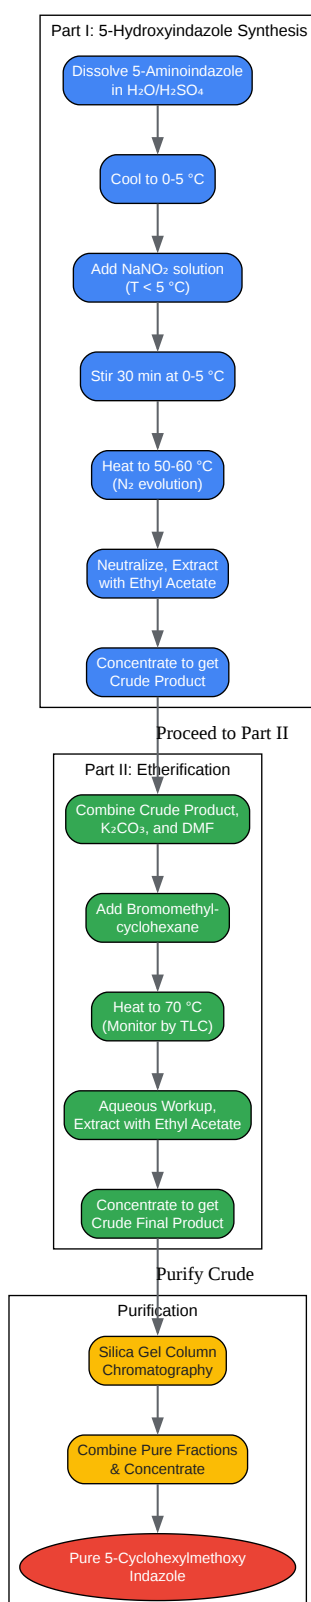 Part I: 5-Hydroxyindazole Synthesis
Dissolve 5-Aminoindazole
in H₂O/H₂SO₄
Cool to 0-5 °C
Add NaNO₂ solution
(T < 5 °C)
Stir 30 min at 0-5 °C
Heat to 50-60 °C
(N₂ evolution)
Neutralize, Extract
with Ethyl Acetate
Concentrate to get
Crude Product
Proceed to Part II
Part II: Etherification
Combine Crude Product,
K₂CO₃, and DMF
Add Bromomethyl-
cyclohexane
Heat to 70 °C
(Monitor by TLC)
Aqueous Workup,
Extract with Ethyl Acetate
Concentrate to get
Crude Final Product
Purify Crude
Purification
Silica Gel Column
Chromatography
Combine Pure Fractions
& Concentrate
Pure 5-Cyclohexylmethoxy
Indazole